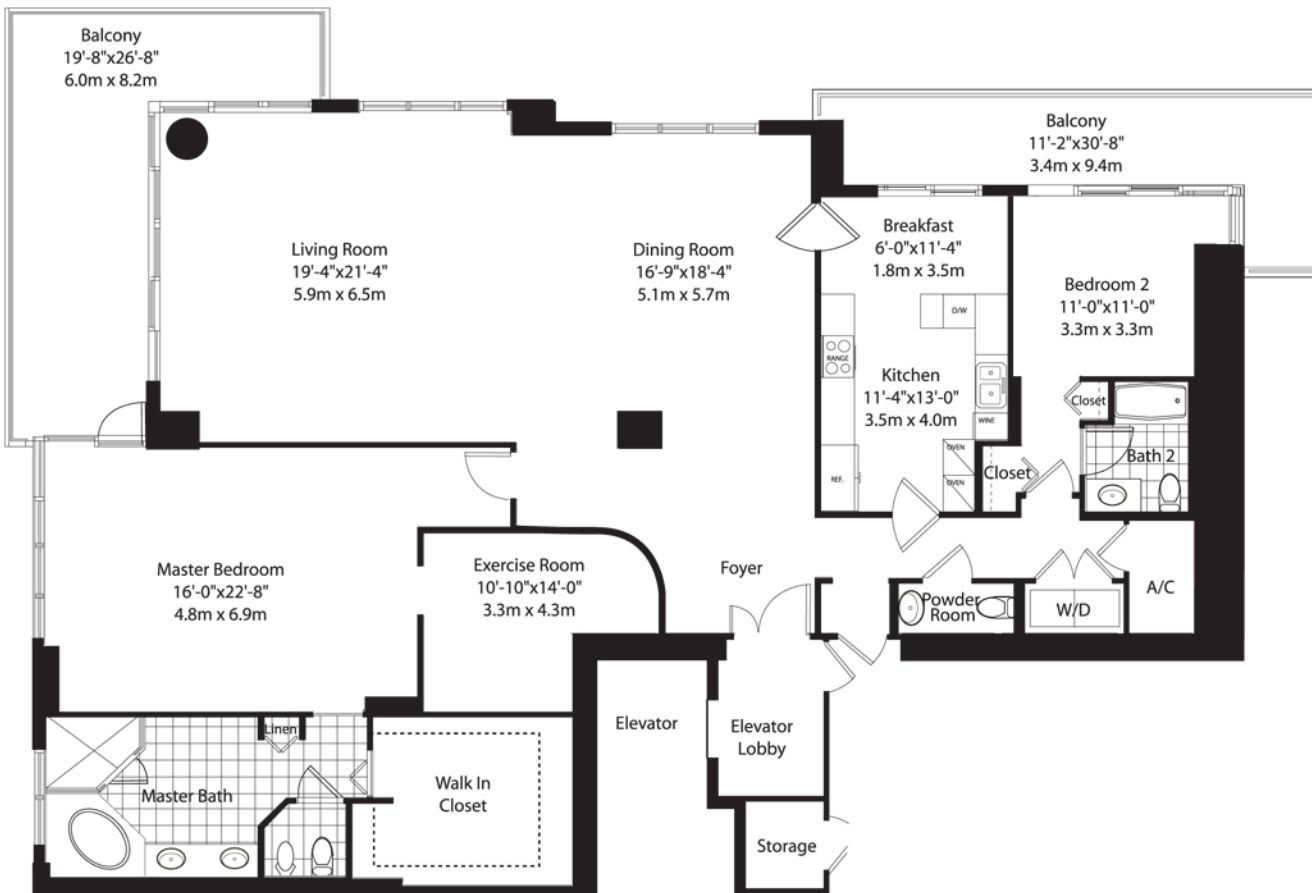 Balcony
19'-8"x26'-8"
6.0m x 8.2m
Balcony
11'-2"x30'-8"
3.4m x 9.4m
Living Room
19'-4"x21'-4"
5.9m x 6.5m
Dining Room
16'-9"x18'-4"
5.1m x 5.7m
Breakfast
6'-0"x11'-4"
1.8m x 3.5m
Bedroom 2
11'-0"x11'-0"
3.3m x 3.3m
D/W
RANGE
Kitchen
11'-4"x13'-0"
3.5m x 4.0m
WINE
Closet
OVEN
Bath 2
Closet
REF.
OVEN
Master Bedroom
16'-0"x22'-8"
4.8m x 6.9m
Exercise Room
10'-10"x14'-0"
3.3m x 4.3m
Foyer
Powder
Room
W/D
A/C
Linen
Elevator
Elevator
Lobby
Master Bath
Walk In
Closet
Storage